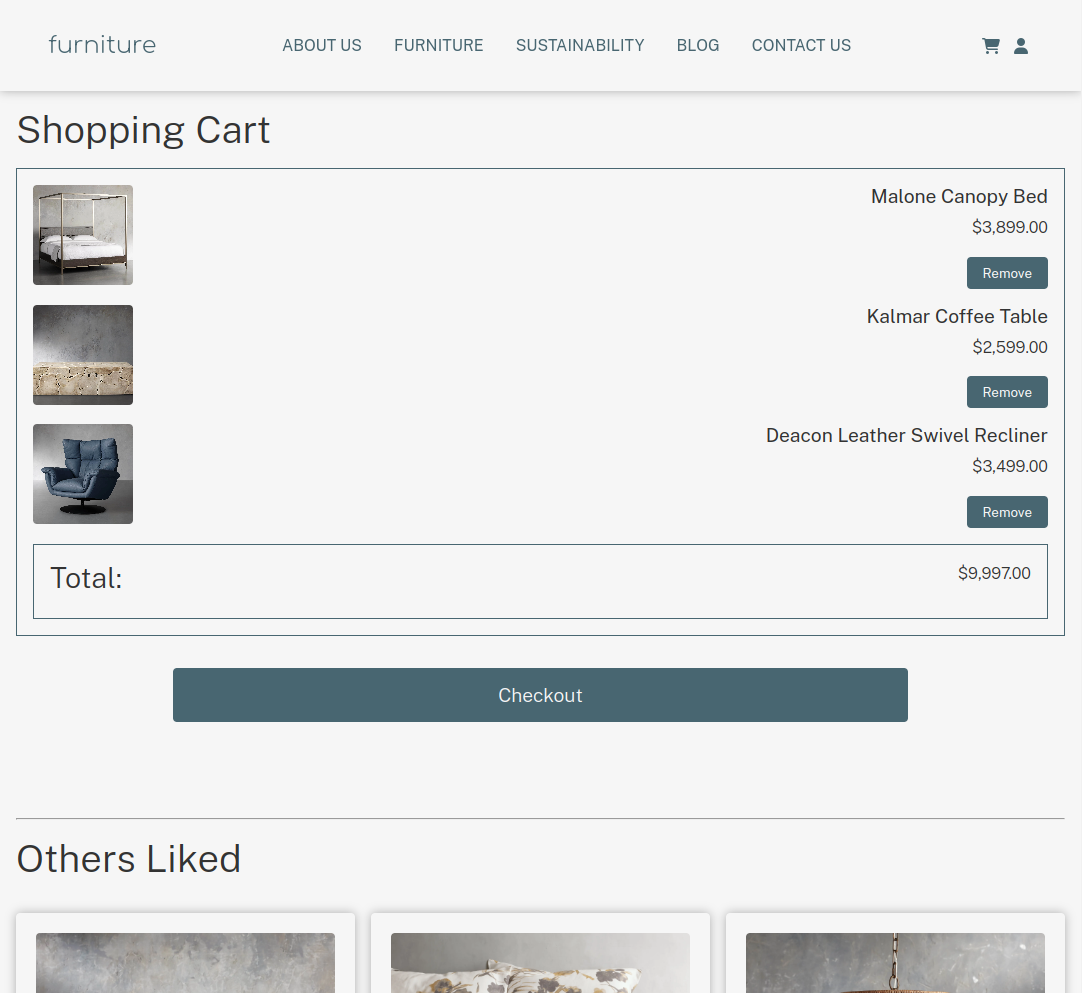 furniture
ABOUT US
FURNITURE
SUSTAINABILITY
BLOG
CONTACT US
Shopping Cart
Malone Canopy Bed
$3,899.00
Remove
Kalmar Coffee Table
$2,599.00
Remove
Deacon Leather Swivel Recliner
$3,499.00
Remove
Total:
$9,997.00
Checkout
Others Liked